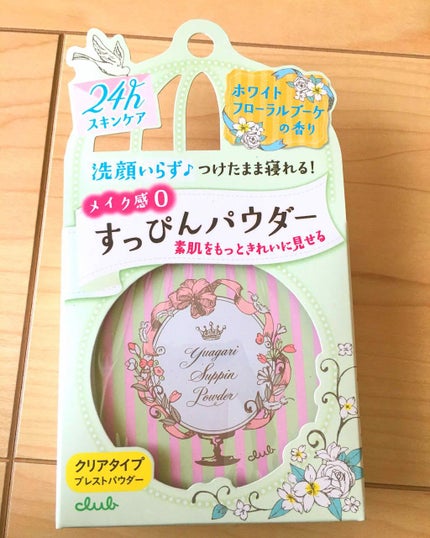 24h
スキンケア
ホワイト
フローラルブーケ
の香り
洗顔いらず♪つけたまま寝れる!
メイク感0
すっぴんパウダー
素肌をもっときれいに見せる
Yuagari
Suppin
Powder
club
クリアタイプ
プレストパウダー
club